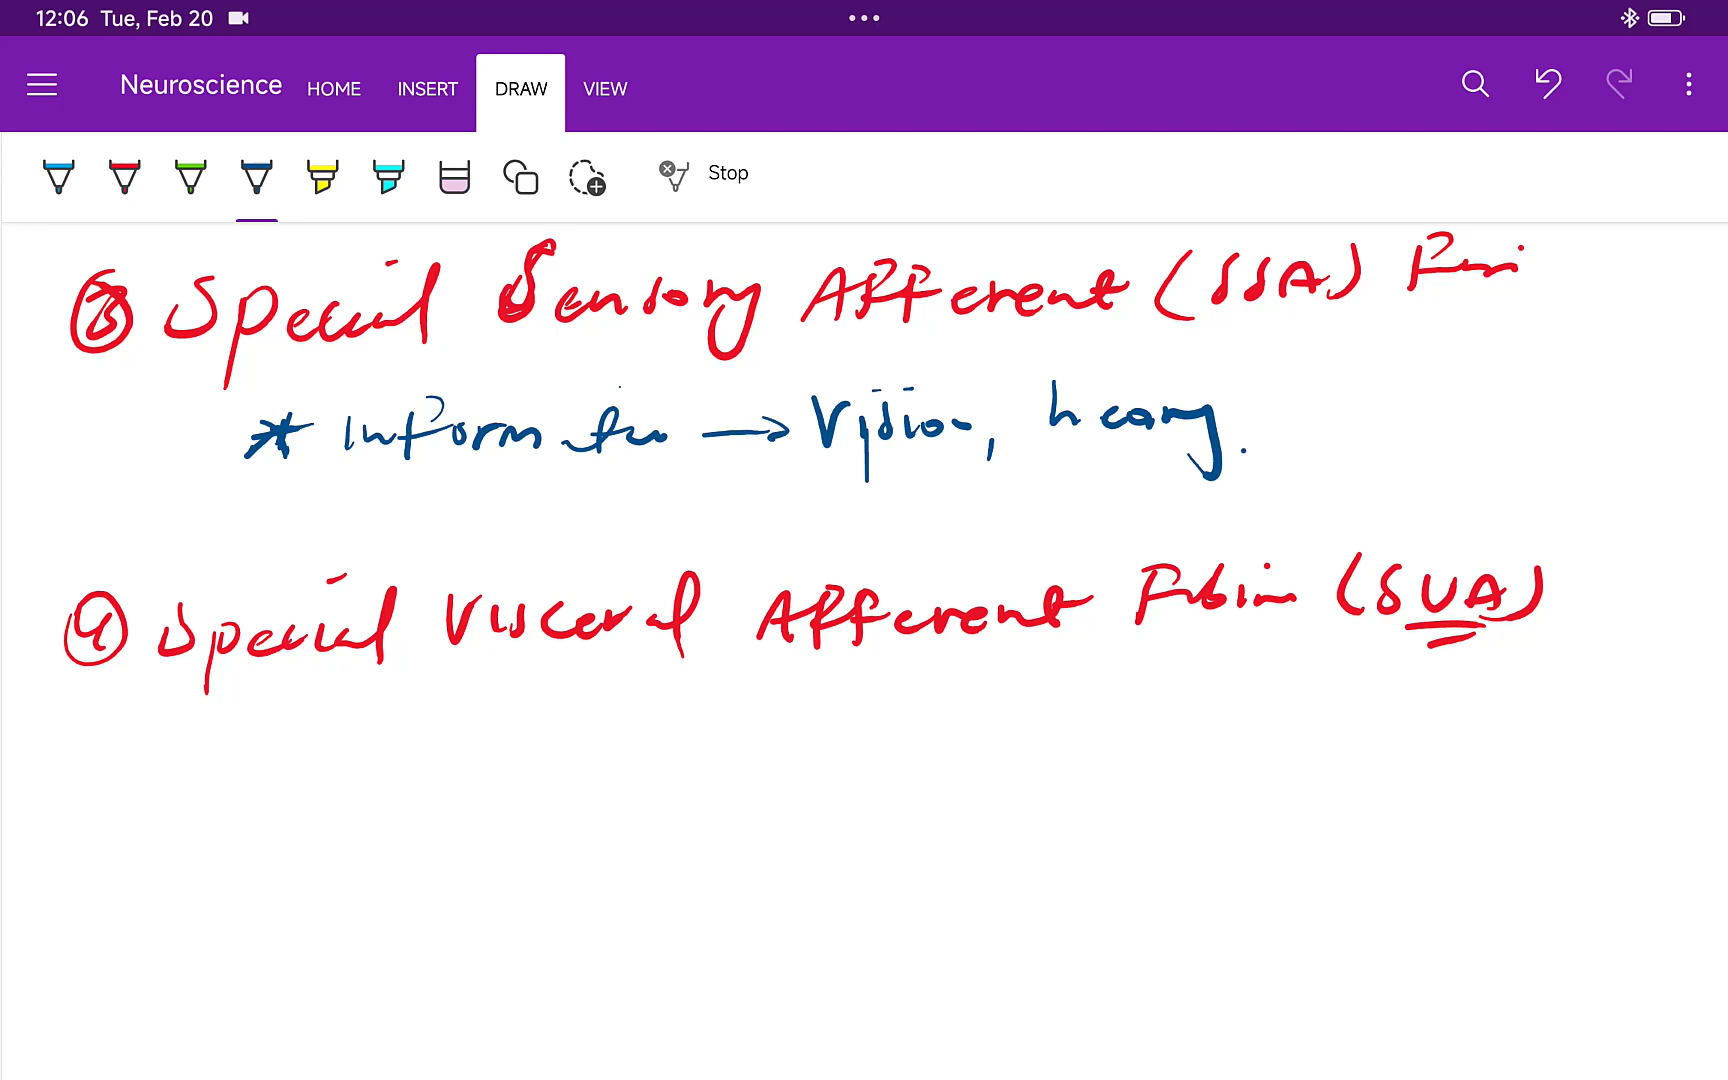 12:06 Tue, Feb 20
Neuroscience HOME INSERT DRAW VIEW
Stop
③ Special Sensory Afferent (SSA)
* Information → Vision, hearing.
④ Special Visceral Afferent Fibers (SVA)